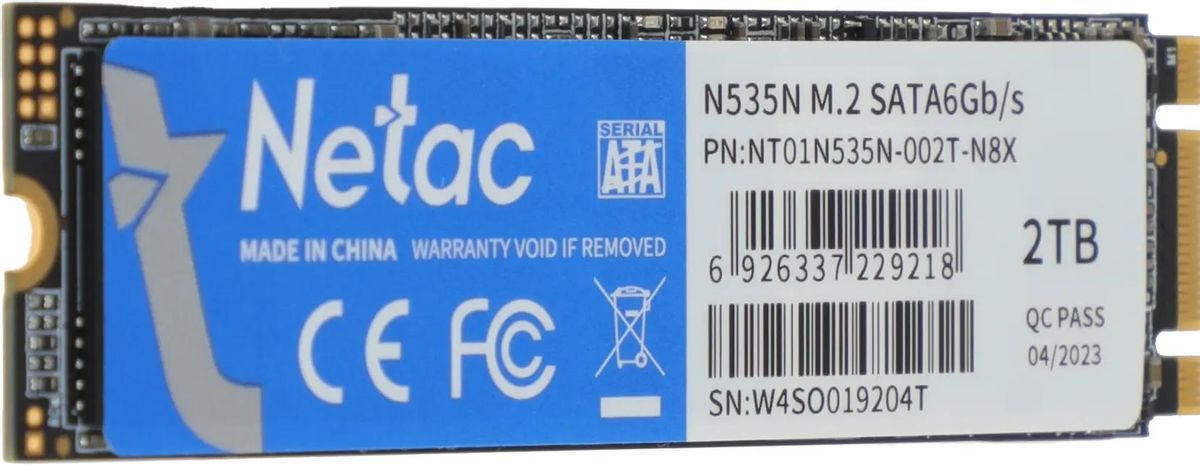 Netac
SERIAL
ATA
MADE IN CHINA WARRANTY VOID IF REMOVED
CE FC
N535N M.2 SATA6Gb/s
PN:NT01N535N-002T-N8X
6 926337 229218
2TB
QC PASS
04/2023
SN:W4SO019204T
M1